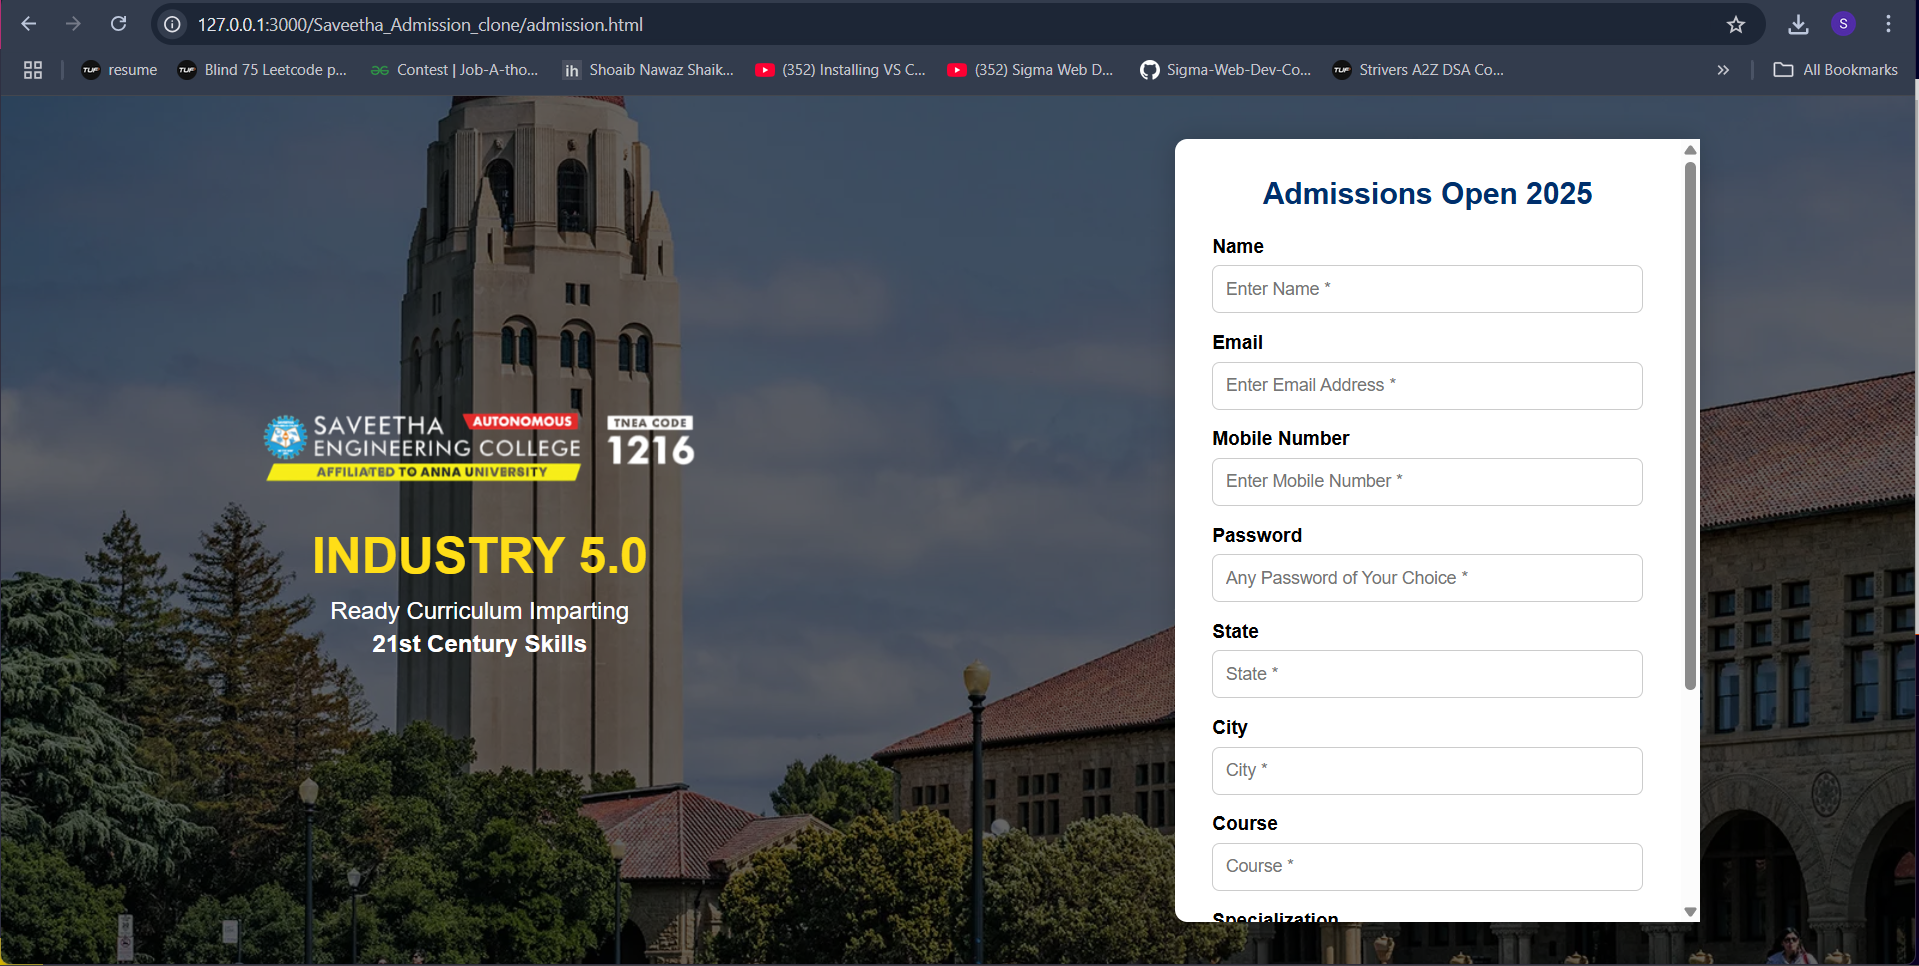 127.0.0.1:3000/Saveetha_Admission_clone/admission.html
S
resume
Blind 75 Leetcode p...
Contest | Job-A-tho...
Shoaib Nawaz Shaik...
(352) Installing VS C...
(352) Sigma Web D...
Sigma-Web-Dev-Co...
Strivers A2Z DSA Co...
All Bookmarks
SAVEETHA AUTONOMOUS
ENGINEERING COLLEGE
AFFILIATED TO ANNA UNIVERSITY
TNEA CODE
1216
INDUSTRY 5.0
Ready Curriculum Imparting
21st Century Skills
Admissions Open 2025
Name
Enter Name *
Email
Enter Email Address *
Mobile Number
Enter Mobile Number *
Password
Any Password of Your Choice *
State
State *
City
City *
Course
Course *
Specialization